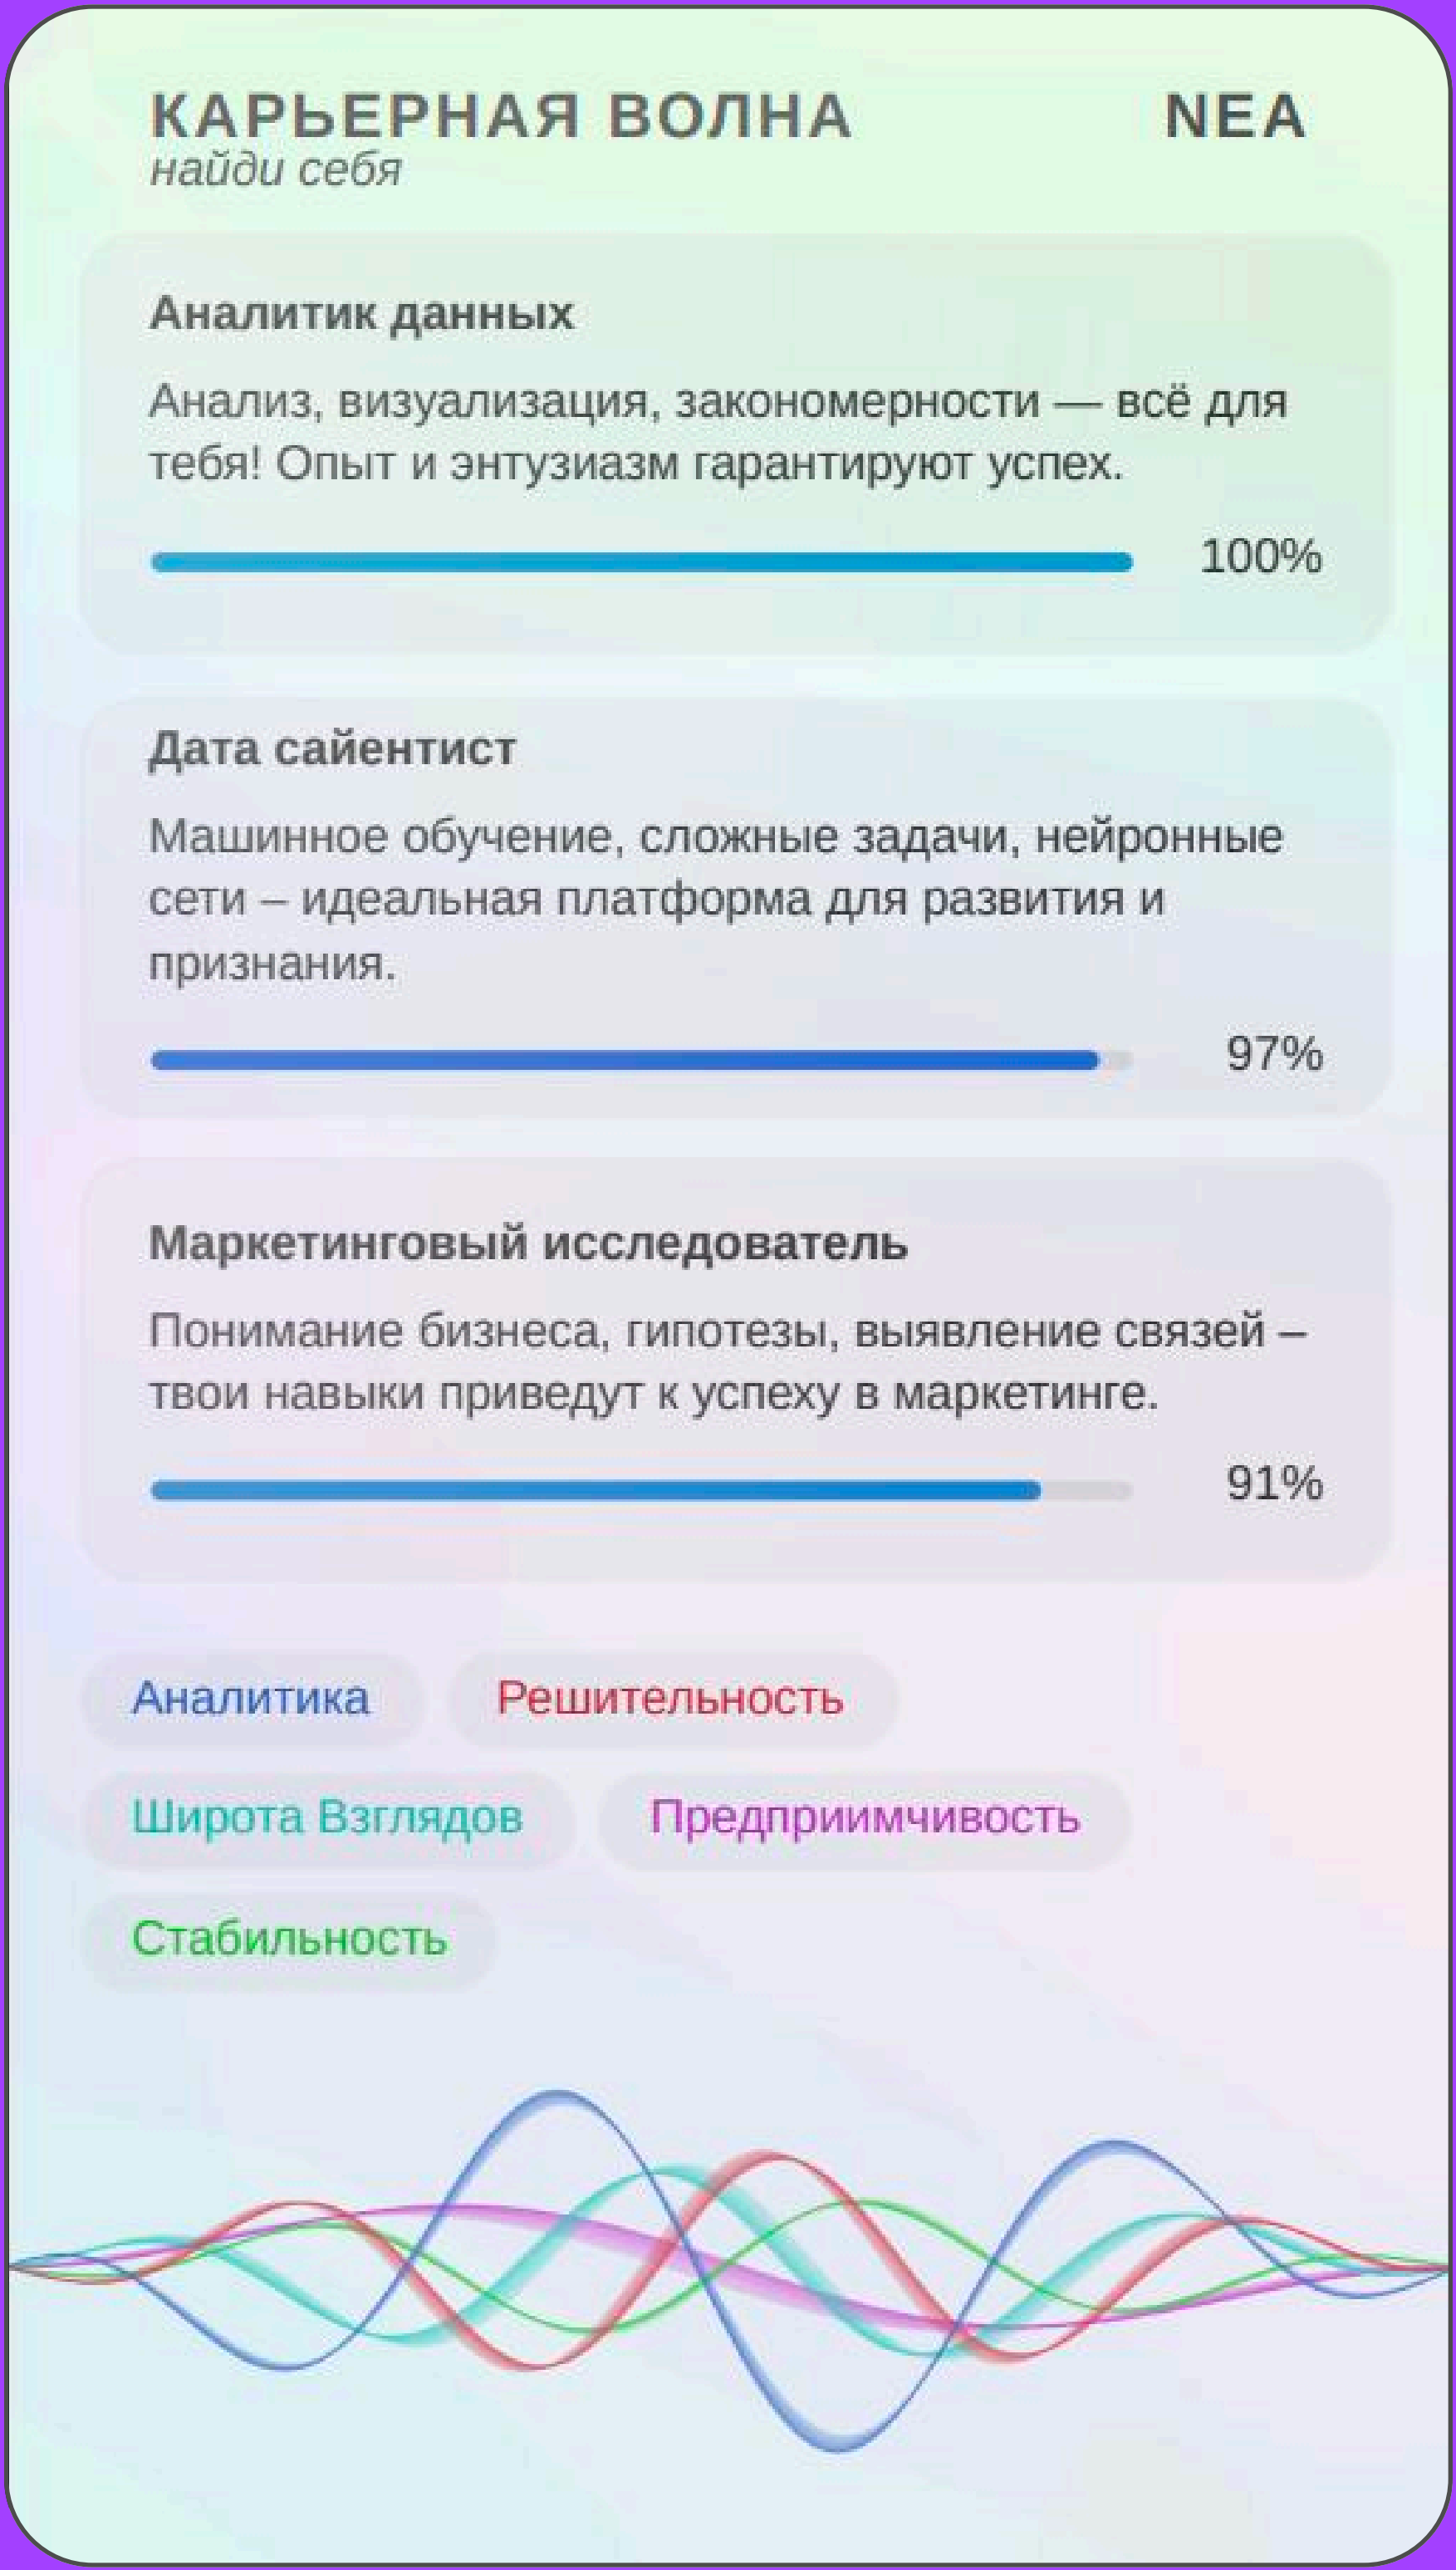 КАРЬЕРНАЯ ВОЛНА NEA
найди себя
Аналитик данных
Анализ, визуализация, закономерности — всё для
тебя! Опыт и энтузиазм гарантируют успех.
100%
Дата сайентист
Машинное обучение, сложные задачи, нейронные
сети – идеальная платформа для развития и
признания.
97%
Маркетинговый исследователь
Понимание бизнеса, гипотезы, выявление связей –
твои навыки приведут к успеху в маркетинге.
91%
Аналитика Решительность
Широта Взглядов Предприимчивость
Стабильность